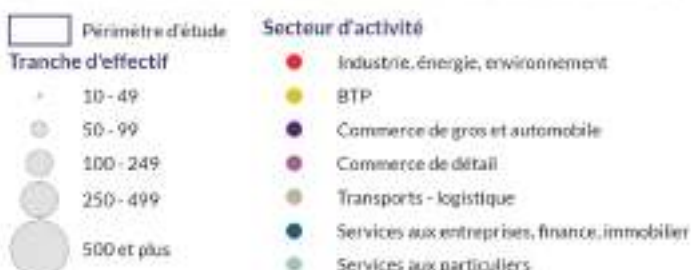 Périmètre d'étude
Tranche d'effectif
10 - 49
50 - 99
100 - 249
250 - 499
500 et plus
Secteur d'activité
Industrie, énergie, environnement
BTP
Commerce de gros et automobile
Commerce de détail
Transports - logistique
Services aux entreprises, finance, immobilier
Services aux particuliers